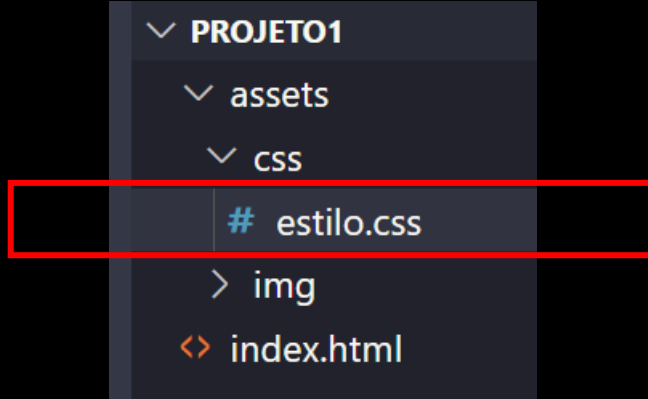 PROJETO1
assets
css
# estilo.css
img
<> index.html